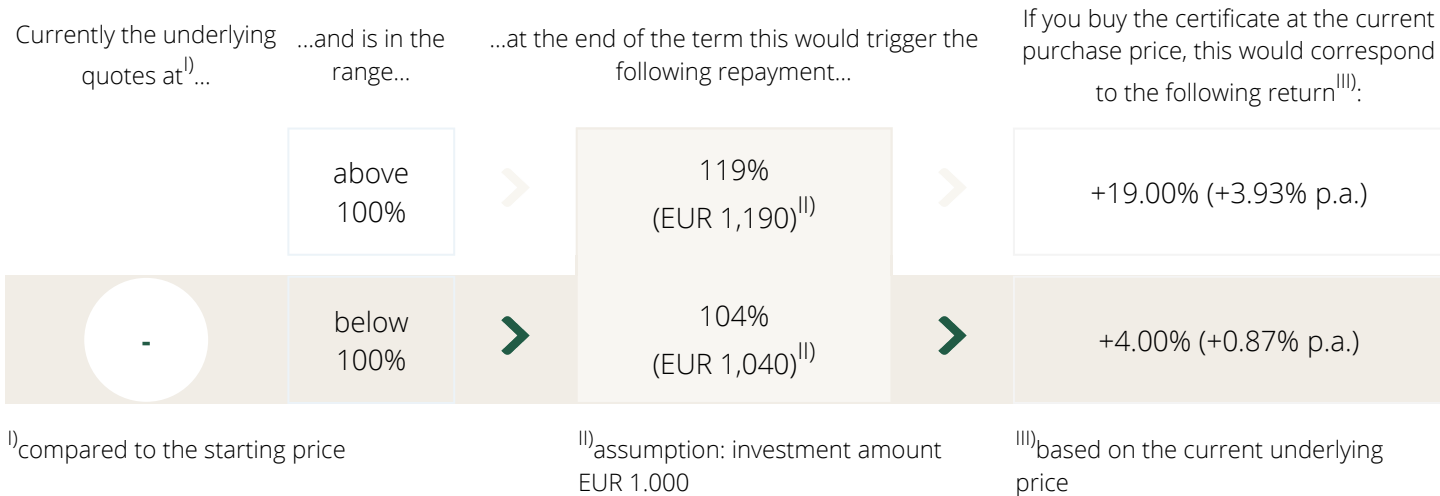 Currently the underlying
quotes at^I)...
...and is in the
range...
...at the end of the term this would trigger the
following repayment...
If you buy the certificate at the current
purchase price, this would correspond
to the following return^III):
above
100%
119%
(EUR 1,190)^II)
+19.00% (+3.93% p.a.)
-
below
100%
104%
(EUR 1,040)^II)
+4.00% (+0.87% p.a.)
^I)compared to the starting price
^II)assumption: investment amount
EUR 1.000
^III)based on the current underlying
price